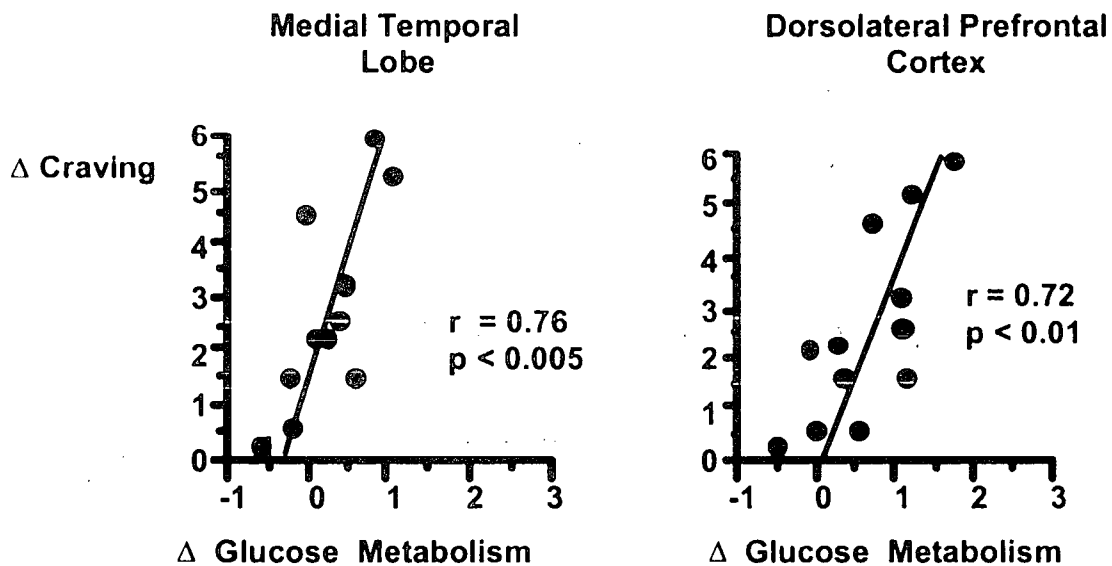 Medial Temporal
Lobe
Δ Craving
6
5
4
3
2
1
0
-1 0 1 2 3
r = 0.76
p < 0.005
Δ Glucose Metabolism
Dorsolateral Prefrontal
Cortex
6
5
4
3
2
1
0
-1 0 1 2 3
r = 0.72
p < 0.01
Δ Glucose Metabolism